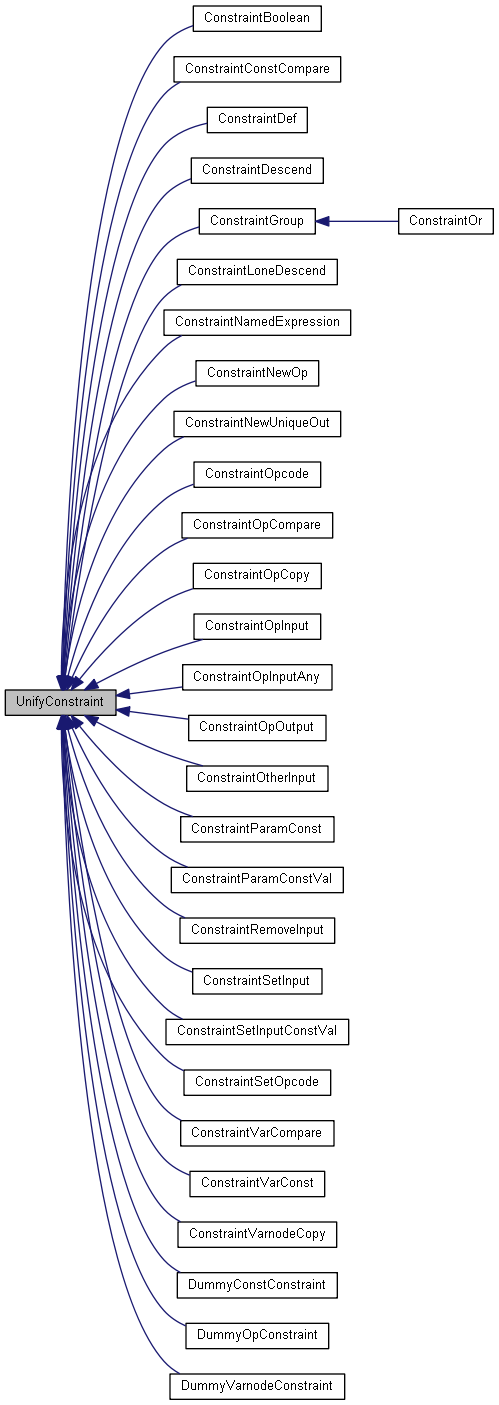 ConstraintBoolean
ConstraintConstCompare
ConstraintDef
ConstraintDescend
ConstraintGroup
ConstraintOr
ConstraintLoneDescend
ConstraintNamedExpression
ConstraintNewOp
ConstraintNewUniqueOut
ConstraintOpcode
ConstraintOpCompare
ConstraintOpCopy
ConstraintOpInput
ConstraintOpInputAny
UnifyConstraint
ConstraintOpOutput
ConstraintOtherInput
ConstraintParamConst
ConstraintParamConstVal
ConstraintRemoveInput
ConstraintSetInput
ConstraintSetInputConstVal
ConstraintSetOpcode
ConstraintVarCompare
ConstraintVarConst
ConstraintVarnodeCopy
DummyConstConstraint
DummyOpConstraint
DummyVarnodeConstraint